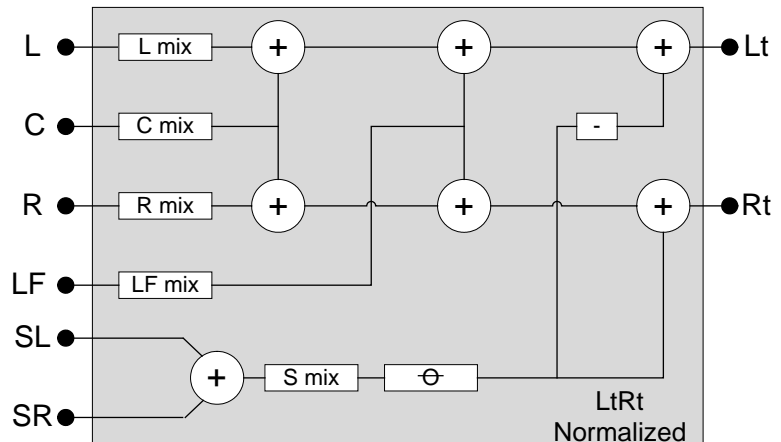 L
L mix
+
+
+
Lt
C
C mix
-
R
R mix
+
+
+
Rt
LF
LF mix
SL
+
S mix
Θ
SR
LtRt
Normalized